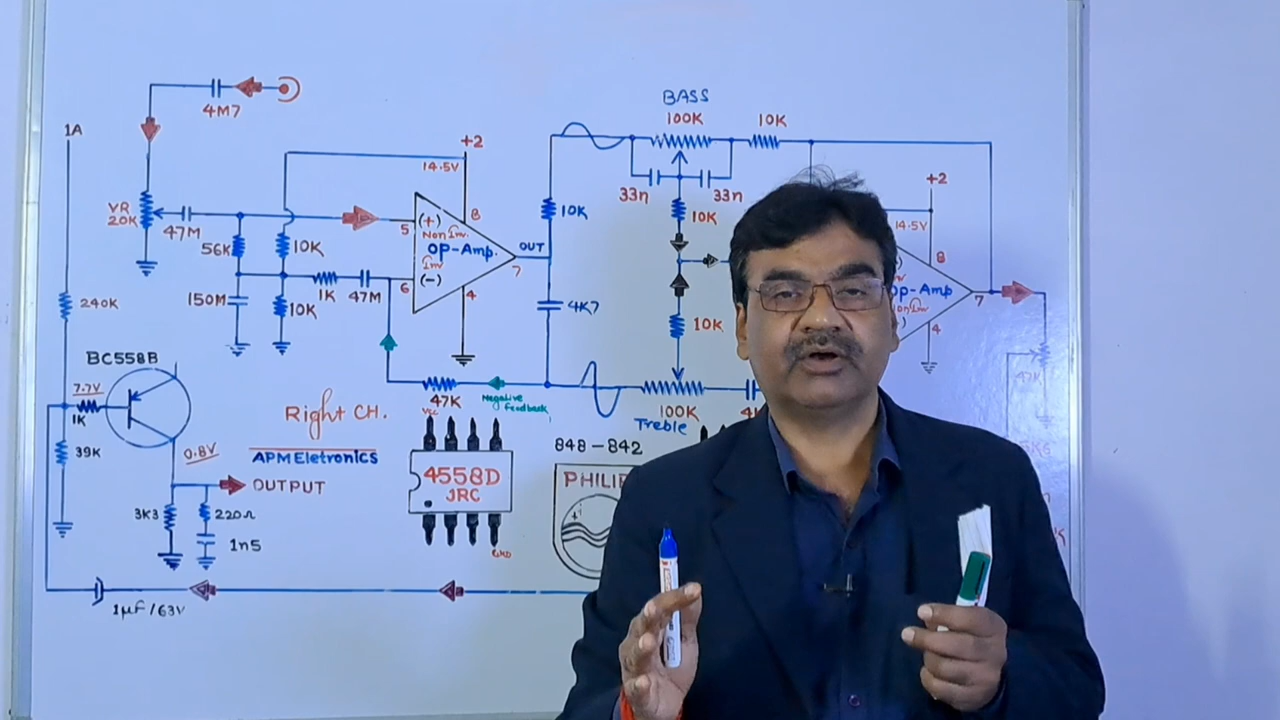 4M7
1A
VR
20K
47M
56K
10K
150M
10K
1K
47M
+2
14.5V
8
5
(+)
Non Inv.
OP-Amp.
Inv
(-)
6
7
4
OUT
240K
BC558B
7.7V
1K
39K
0.8V
OUTPUT
3K3
220Ω
1n5
1µF/63V
Right CH.
APM Eletronics
47K
Negative
feedback
VCC
4558D
JRC
GND
BASS
100K
10K
33n
33n
10K
10K
10K
4K7
100K
Treble
848-842
PHILI
+2
14.5V
8
Op-Amp
7
4
47K